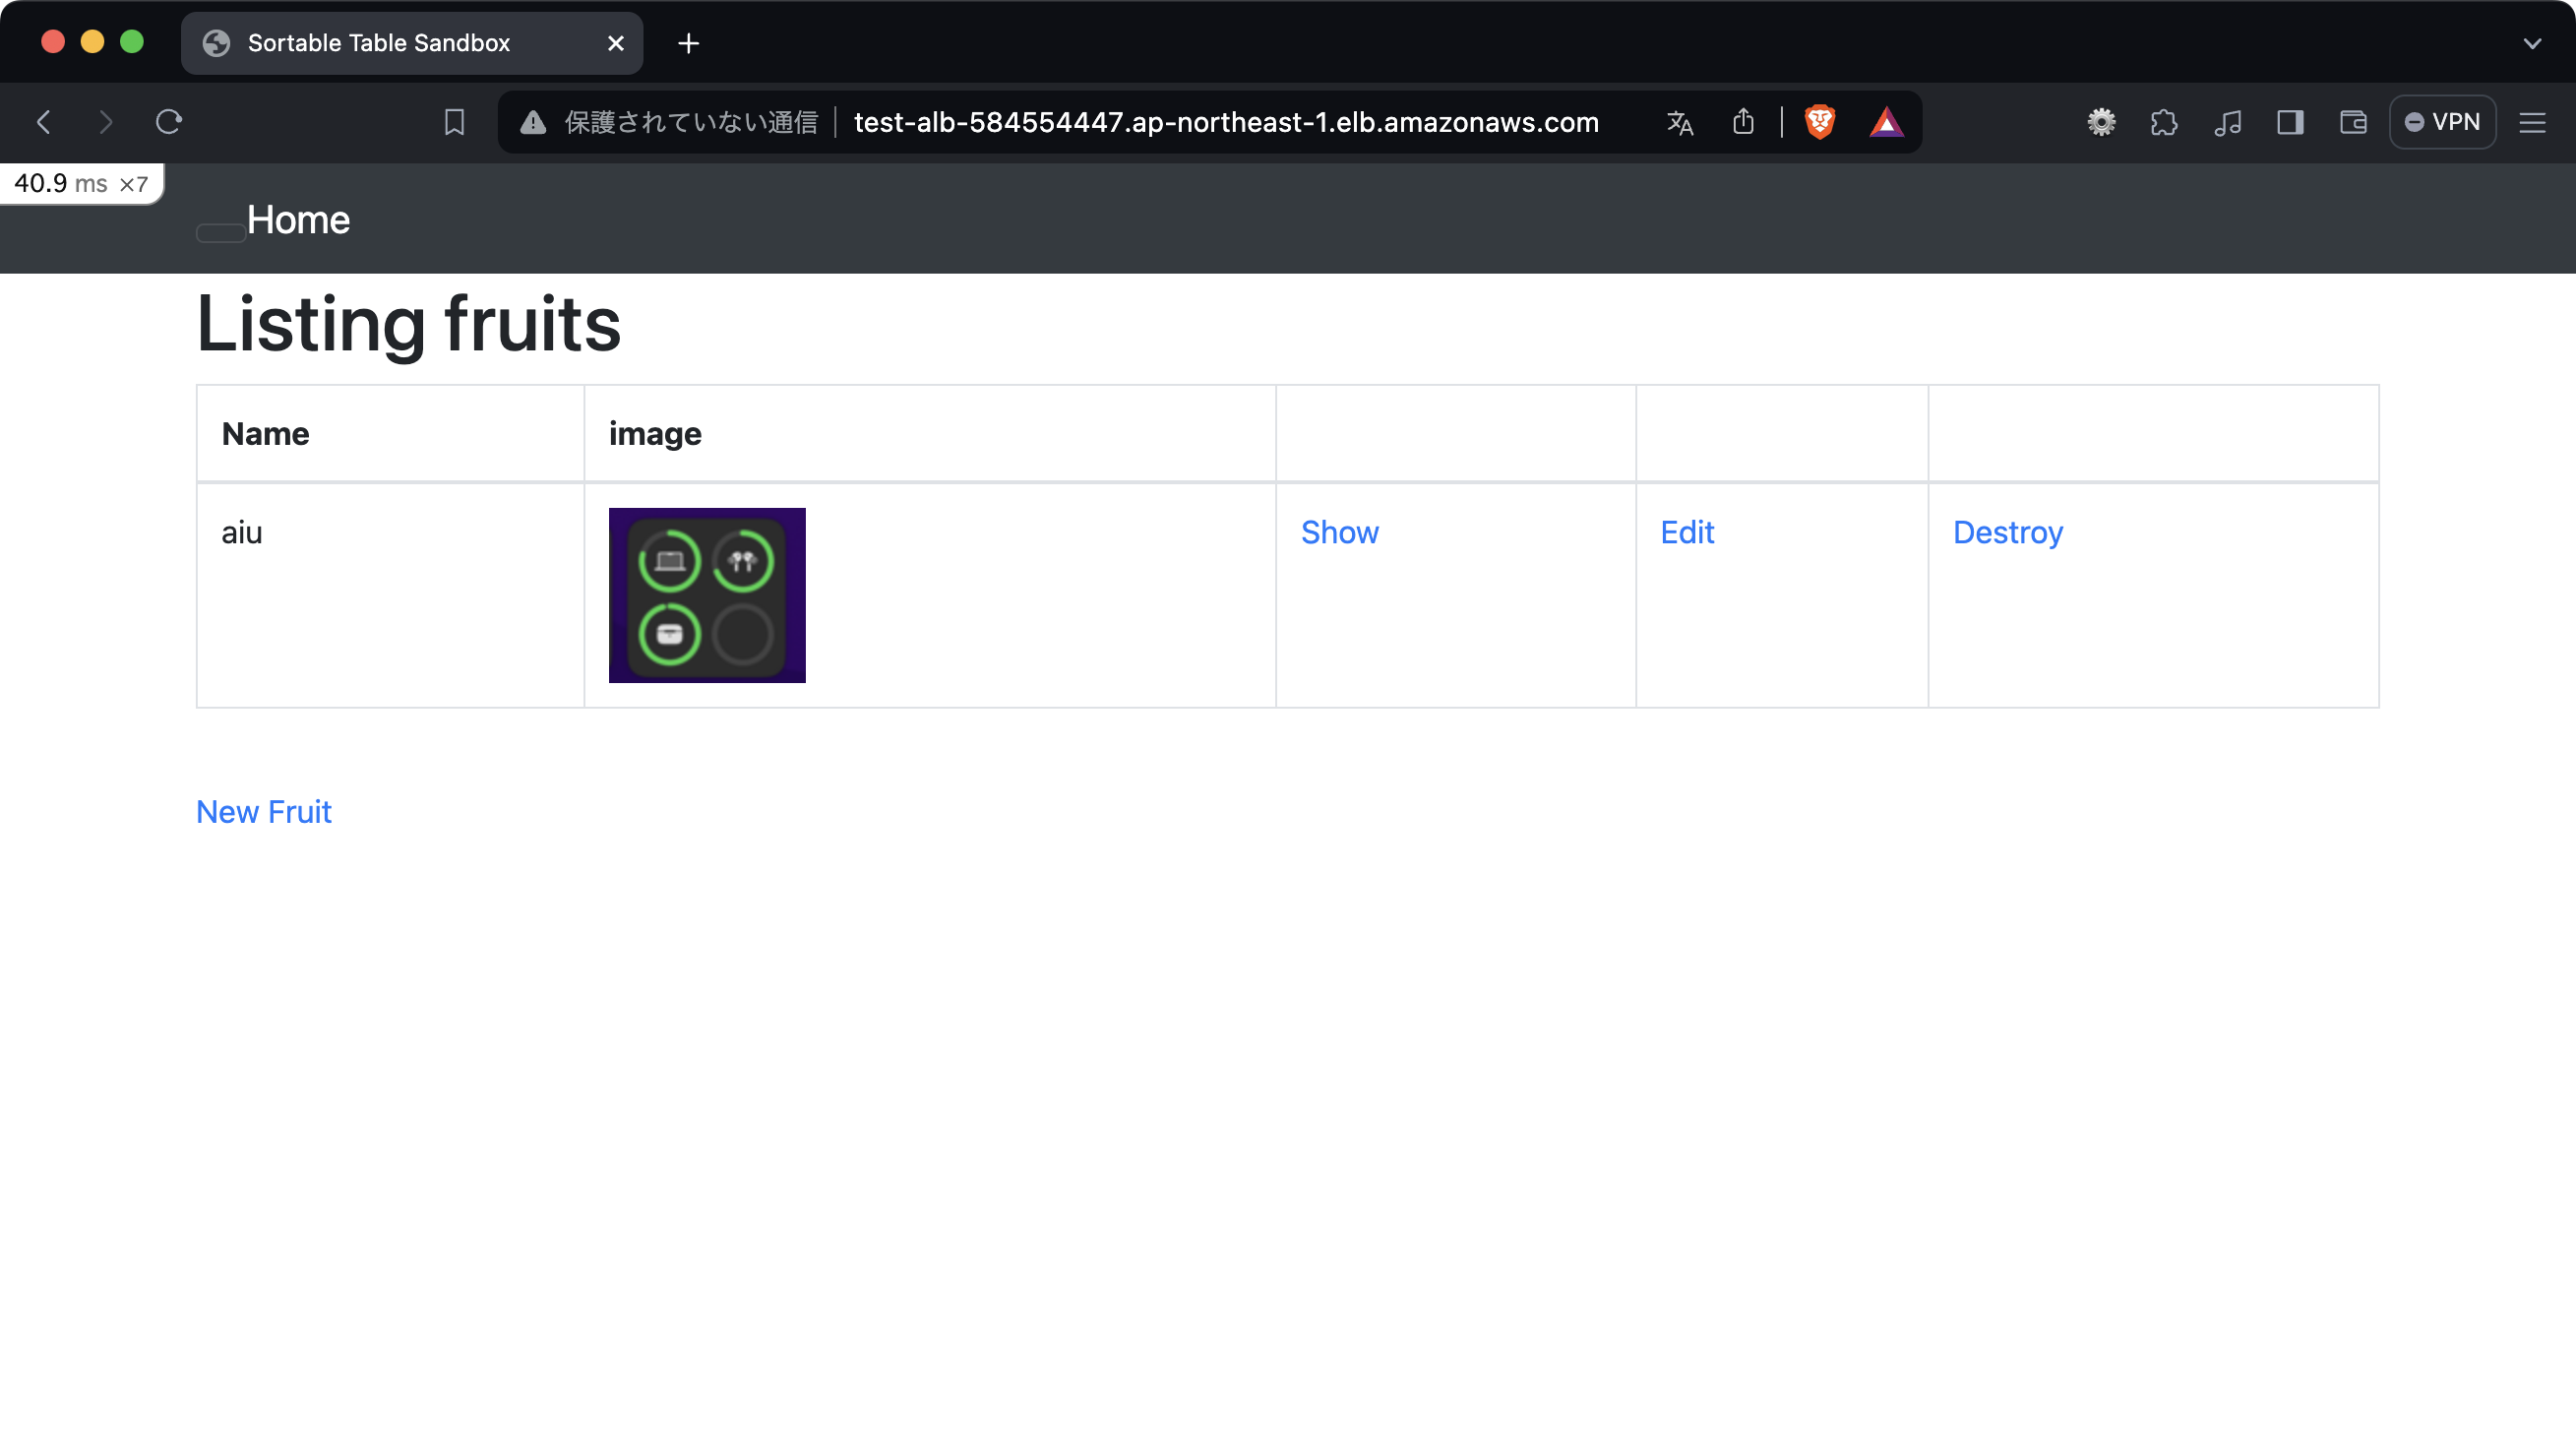 Sortable Table Sandbox
保護されていない通信 test-alb-584554447.ap-northeast-1.elb.amazonaws.com VPN
40.9 ms ×7
Home
Listing fruits
Name image
aiu Show Edit Destroy
New Fruit